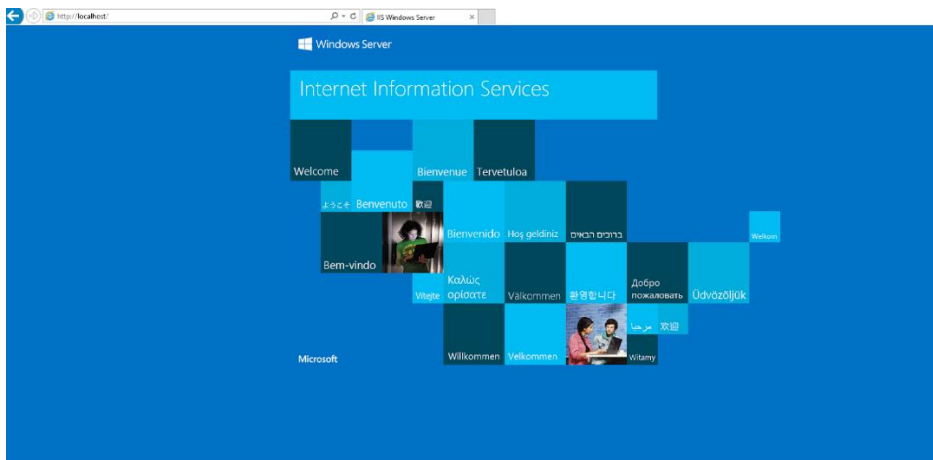 http://localhost/
IIS Windows Server
Windows Server
Internet Information Services
Welcome
Bienvenue
Tervetuloa
ようこそ
Benvenuto
歡迎
Bienvenido
Hoş geldiniz
ברוכים הבאים
Welkom
Bem-vindo
Vítejte
Καλώς
ορίσατε
Välkommen
환영합니다
Добро
пожаловать
Üdvözöljük
مرحبا
欢迎
Microsoft
Willkommen
Velkommen
Witamy